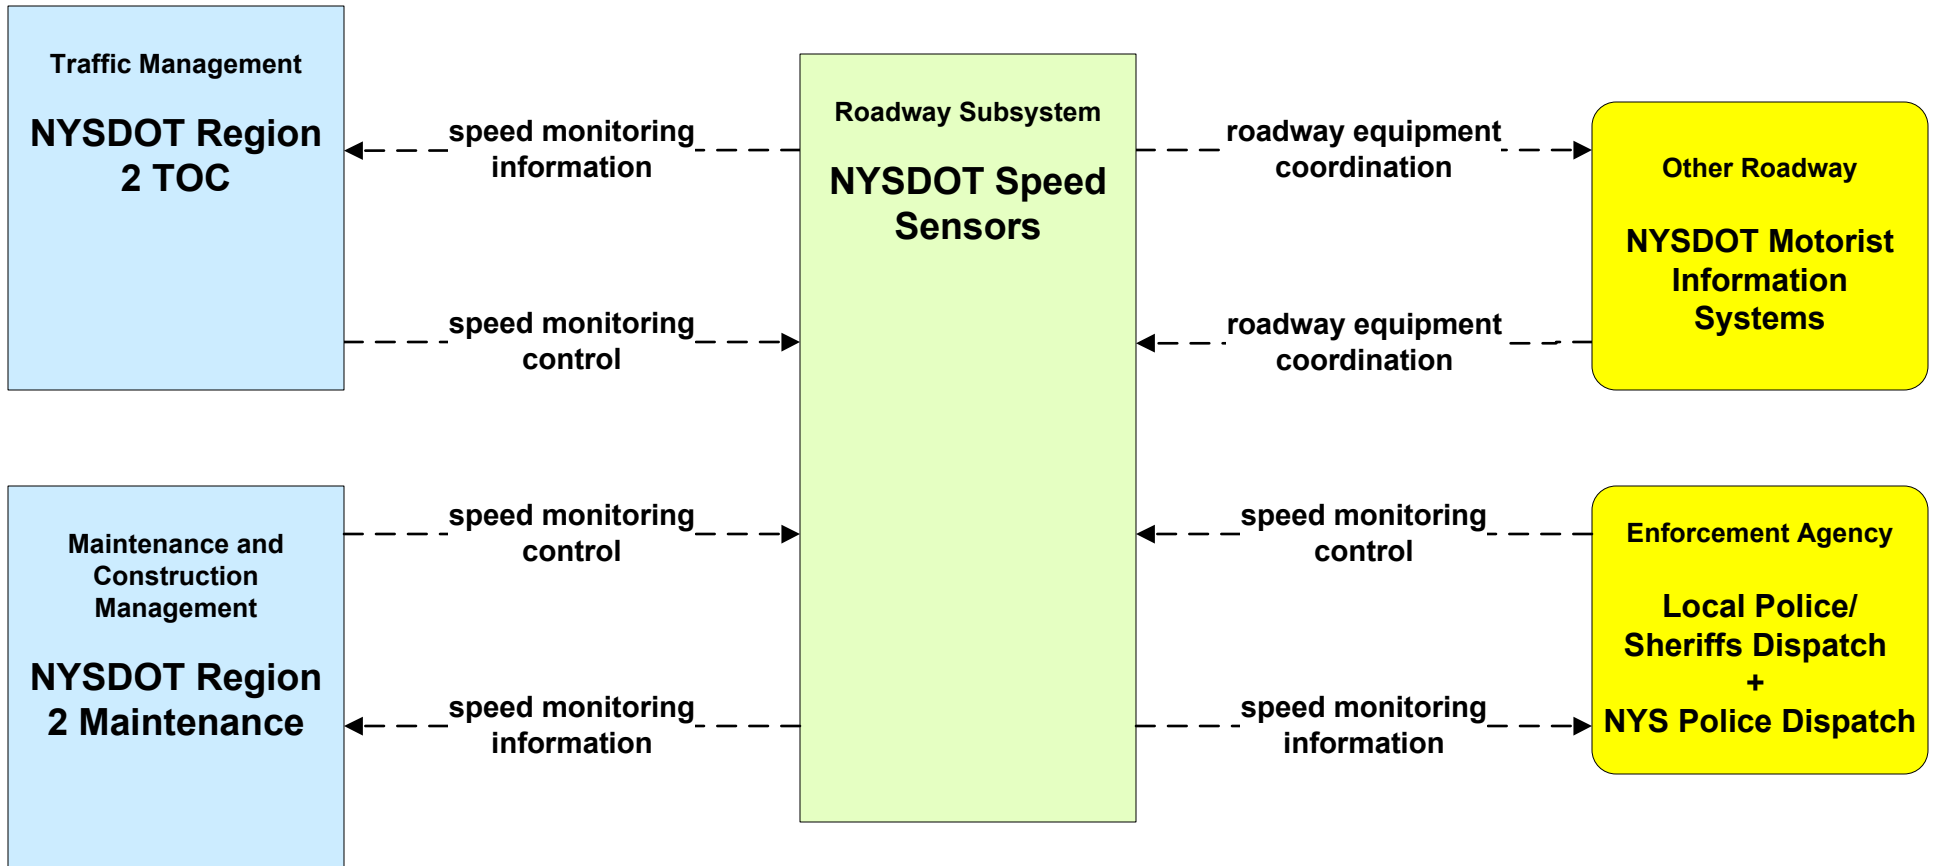 Traffic Management
NYSDOT Region
2 TOC
speed monitoring
information
speed monitoring
control
Maintenance and
Construction
Management
NYSDOT Region
2 Maintenance
speed monitoring
control
speed monitoring
information
Roadway Subsystem
NYSDOT Speed
Sensors
roadway equipment
coordination
roadway equipment
coordination
Other Roadway
NYSDOT Motorist
Information
Systems
speed monitoring
control
speed monitoring
information
Enforcement Agency
Local Police/
Sheriffs Dispatch
+
NYS Police Dispatch